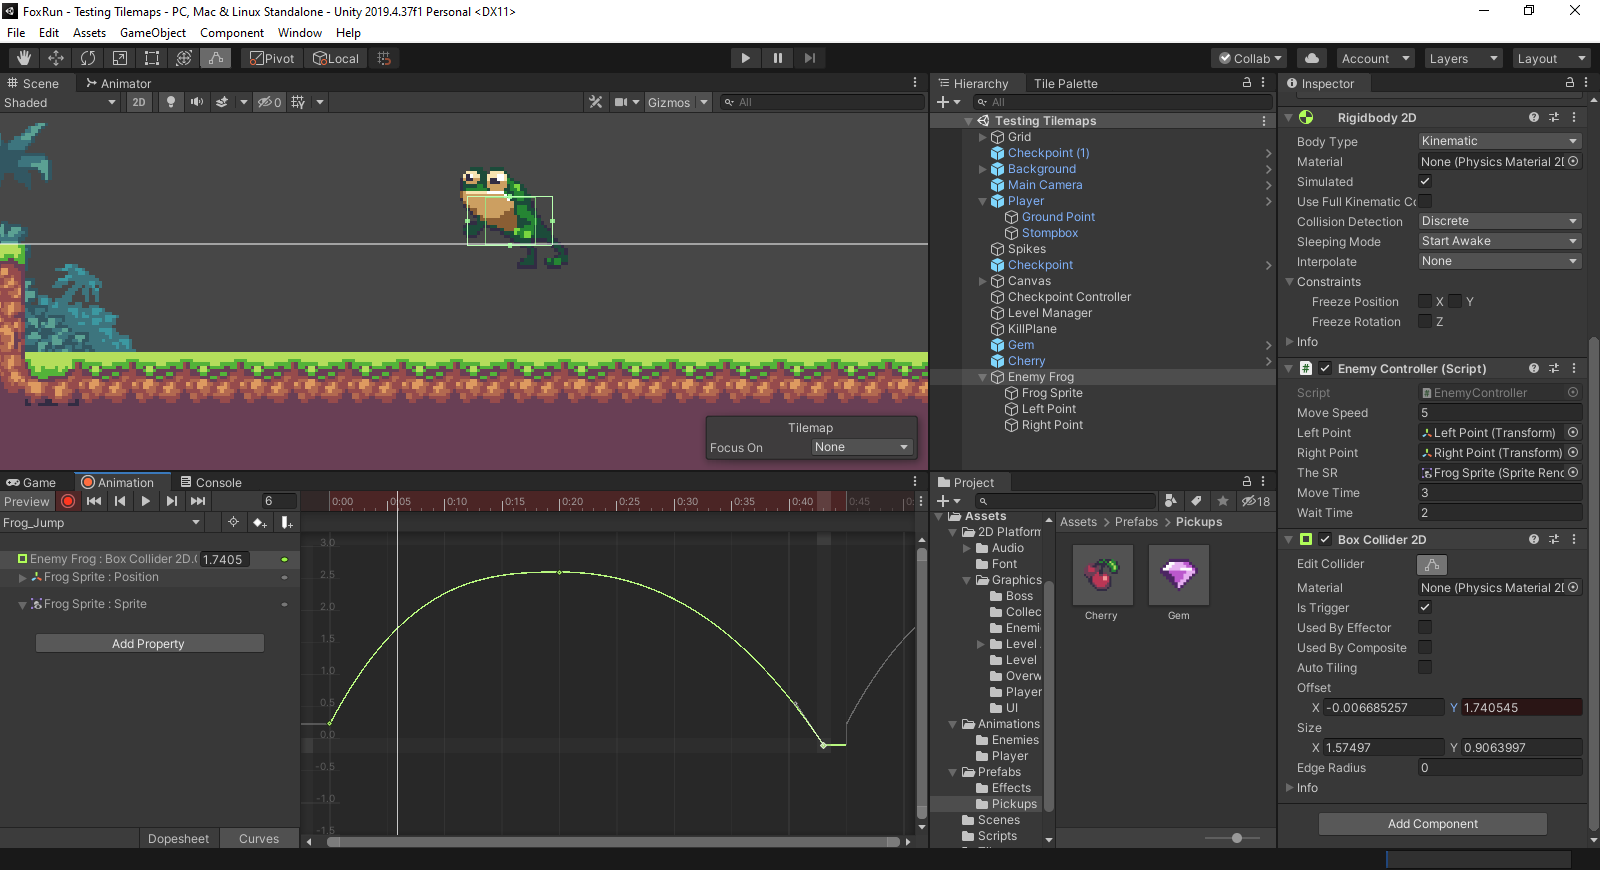 FoxRun - Testing Tilemaps - PC, Mac & Linux Standalone - Unity 2019.4.37f1 Personal <DX11>
File Edit Assets GameObject Component Window Help
Pivot Local Collab Account Layers Layout
Scene Animator
Shaded 2D 0 Gizmos All
Tilemap
Focus On None
Hierarchy Tile Palette
All
Testing Tilemaps
Grid
Checkpoint (1)
Background
Main Camera
Player
Ground Point
Stompbox
Spikes
Checkpoint
Canvas
Checkpoint Controller
Level Manager
KillPlane
Gem
Cherry
Enemy Frog
Frog Sprite
Left Point
Right Point
Inspector
Rigidbody 2D
Body Type Kinematic
Material None (Physics Material 2D
Simulated
Use Full Kinematic Co
Collision Detection Discrete
Sleeping Mode Start Awake
Interpolate None
Constraints
Freeze Position X Y
Freeze Rotation Z
Info
Enemy Controller (Script)
Script EnemyController
Move Speed 5
Left Point Left Point (Transform)
Right Point Right Point (Transform)
The SR Frog Sprite (Sprite Rend
Move Time 3
Wait Time 2
Box Collider 2D
Edit Collider
Material None (Physics Material 2D
Is Trigger
Used By Effector
Used By Composite
Auto Tiling
Offset
X -0.006685257 Y 1.740545
Size
X 1.57497 Y 0.9063997
Edge Radius 0
Info
Add Component
Game Animation Console
Preview 6 0:00 0:05 0:10 0:15 0:20 0:25 0:30 0:35 0:40 0:45
Frog_Jump
Enemy Frog : Box Collider 2D. 1.7405
Frog Sprite : Position
Frog Sprite : Sprite
Add Property
3.0
2.5
2.0
1.5
1.0
0.5
0.0
-0.5
-1.0
-1.5
Dopesheet Curves
Project
18
Assets
2D Platform
Audio
Font
Graphics
Boss
Collec
Enemi
Level
Level
Overw
Player
UI
Animations
Enemies
Player
Prefabs
Effects
Pickups
Scenes
Scripts
Assets > Prefabs > Pickups
Cherry Gem